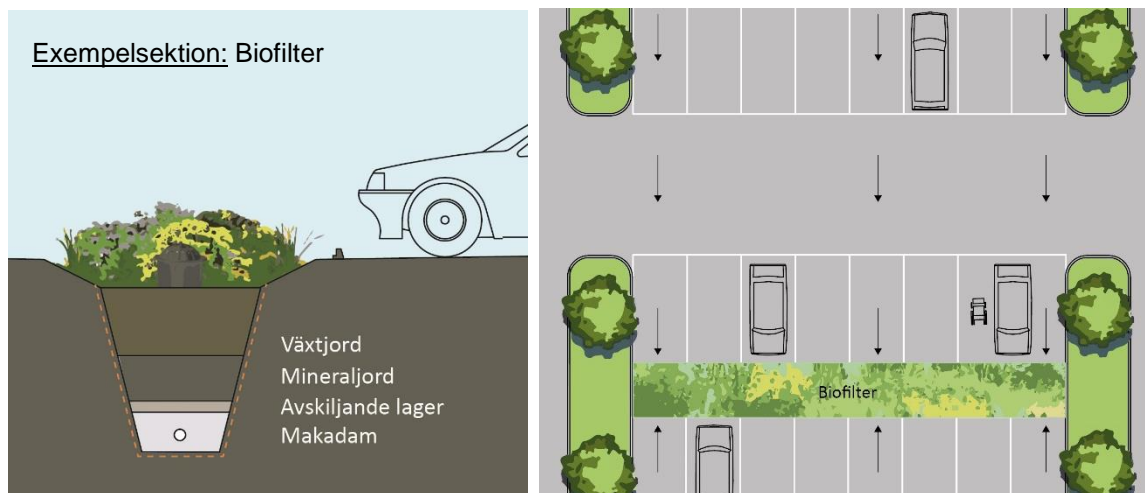 Exempelsektion: Biofilter
Växtjord
Mineraljord
Avskiljande lager
Makadam
Biofilter